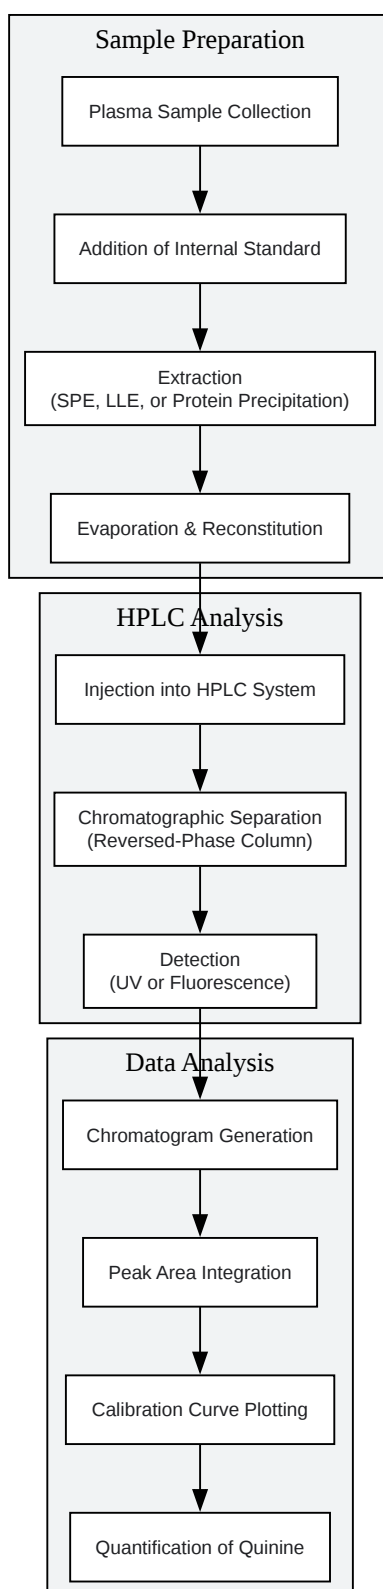 Sample Preparation
Plasma Sample Collection
Addition of Internal Standard
Extraction
(SPE, LLE, or Protein Precipitation)
Evaporation & Reconstitution
HPLC Analysis
Injection into HPLC System
Chromatographic Separation
(Reversed-Phase Column)
Detection
(UV or Fluorescence)
Data Analysis
Chromatogram Generation
Peak Area Integration
Calibration Curve Plotting
Quantification of Quinine